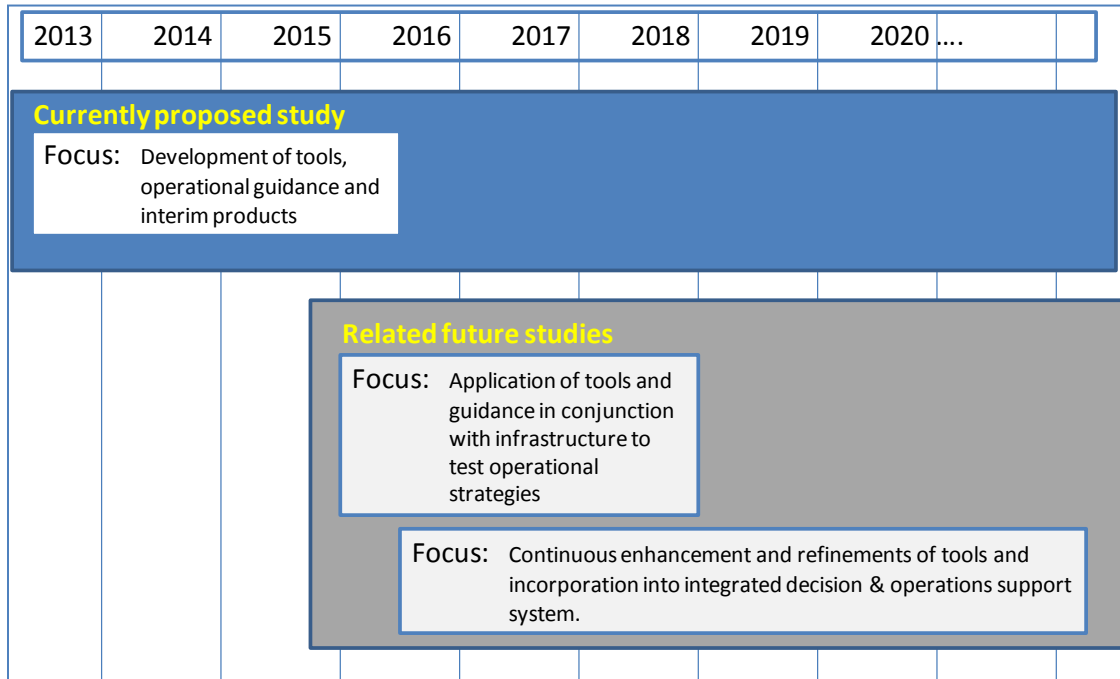 2013 2014 2015 2016 2017 2018 2019 2020 ....
Currently proposed study
Focus: Development of tools,
operational guidance and
interim products
Related future studies
Focus: Application of tools and
guidance in conjunction
with infrastructure to
test operational
strategies
Focus: Continuous enhancement and refinements of tools and
incorporation into integrated decision & operations support
system.